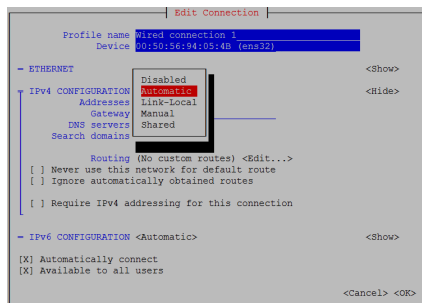 Edit Connection
Profile name Wired connection 1
Device 00:50:56:94:05:4B (ens32)
= ETHERNET <Show>
Disabled
= IPv4 CONFIGURATION Automatic <Hide>
Addresses Link-Local
Gateway Manual
DNS servers Shared
Search domains
Routing (No custom routes) <Edit...>
[ ] Never use this network for default route
[ ] Ignore automatically obtained routes
[ ] Require IPv4 addressing for this connection
= IPv6 CONFIGURATION <Automatic> <Show>
[X] Automatically connect
[X] Available to all users
<Cancel> <OK>